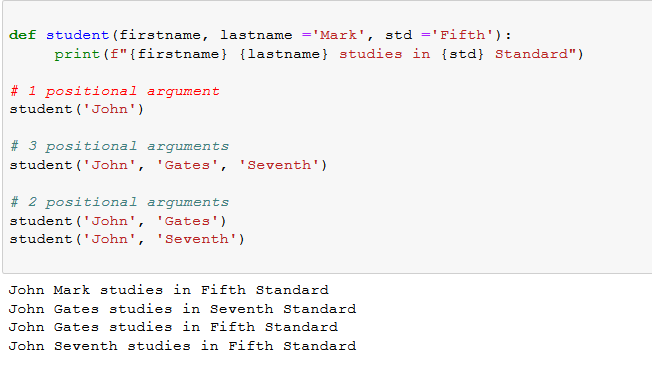 def student(firstname, lastname ='Mark', std ='Fifth'):
     print(f"{firstname} {lastname} studies in {std} Standard")
# 1 positional argument
student('John')
# 3 positional arguments
student('John', 'Gates', 'Seventh')
# 2 positional arguments
student('John', 'Gates')
student('John', 'Seventh')
John Mark studies in Fifth Standard
John Gates studies in Seventh Standard
John Gates studies in Fifth Standard
John Seventh studies in Fifth Standard